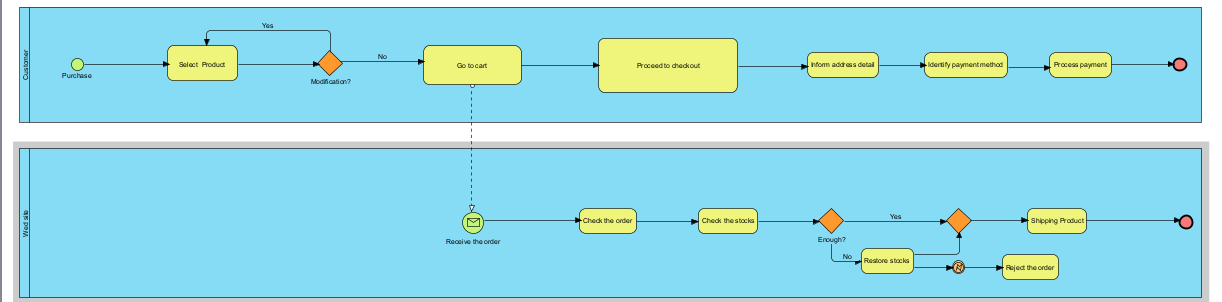 Customer
Yes
Purchase
Select Product
Modification?
No
Go to cart
Proceed to checkout
Inform address detail
Identify payment method
Process payment
Wed site
Receive the order
Check the order
Check the stocks
Enough?
Yes
No
Restore stocks
Shipping Product
Reject the order